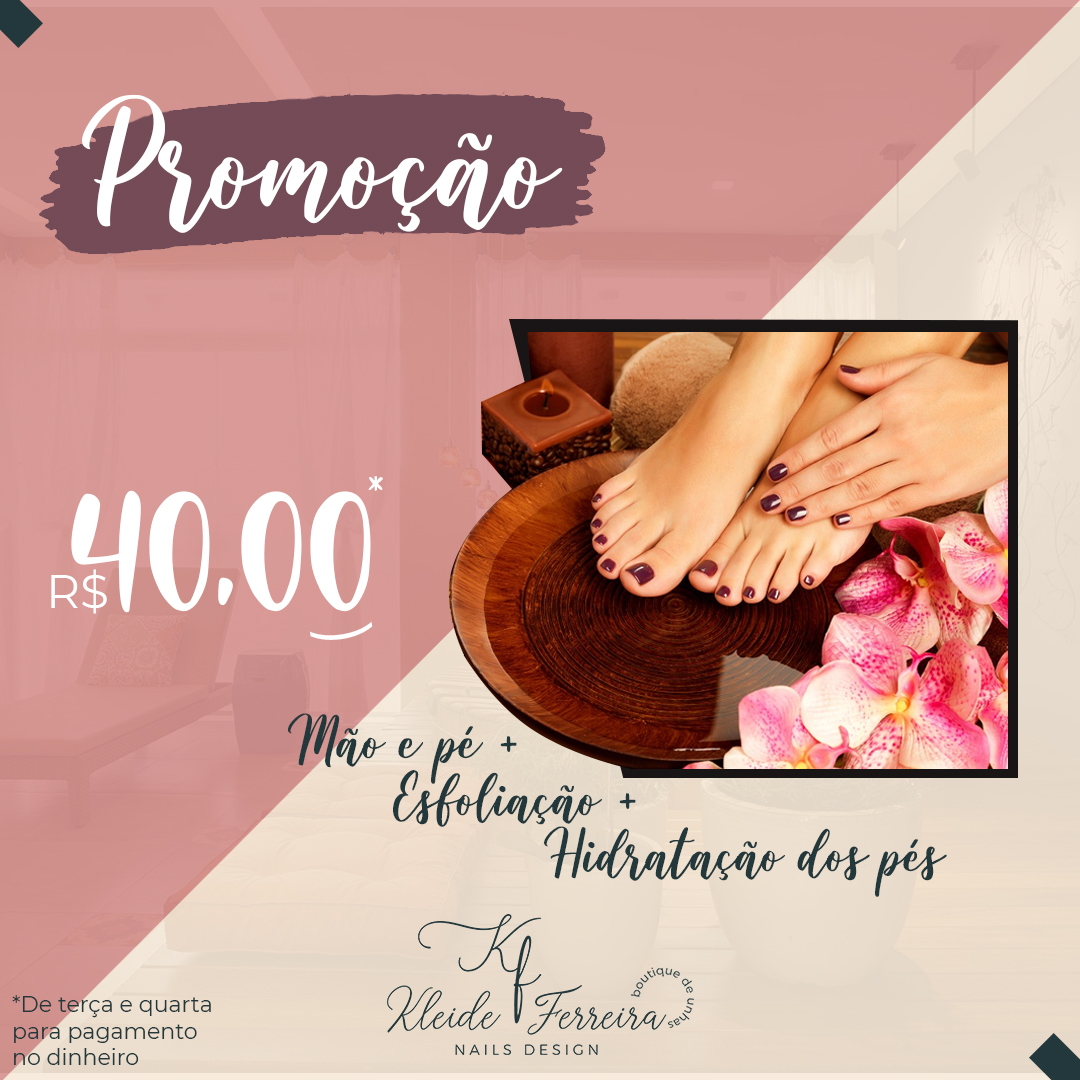 Promoção
R$40,00*
Mão e pé +
Esfoliação +
Hidratação dos pés
Kf
Kleide Ferreira
boutique de unhas
NAILS DESIGN
*De terça e quarta
para pagamento
no dinheiro